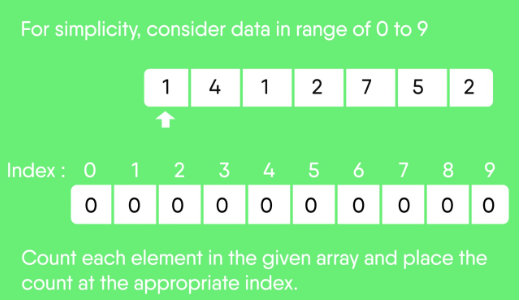 For simplicity, consider data in range of 0 to 9
1 4 1 2 7 5 2
Index : 0 1 2 3 4 5 6 7 8 9
0 0 0 0 0 0 0 0 0 0
Count each element in the given array and place the
count at the appropriate index.